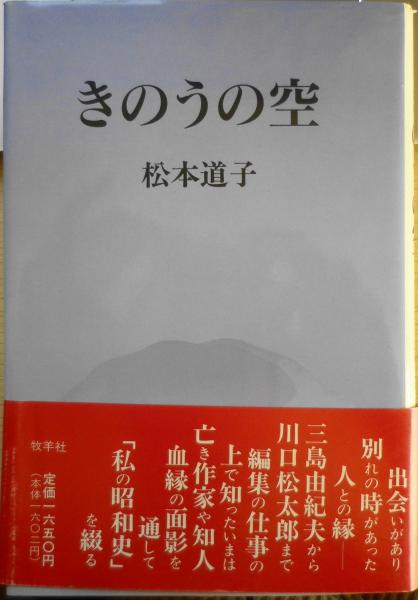 きのうの空
松本道子
出会いがあり
別れの時があった
人との縁――
三島由紀夫から
川口松太郎まで
編集の仕事の
上で知ったいまは
亡き作家や知人
血縁の面影を
通して
「私の昭和史」
を綴る
牧羊社
定価一六五〇円
（本体一六〇二円）